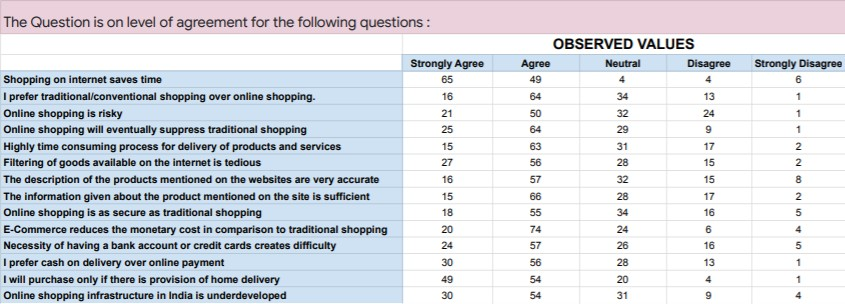 The Question is on level of agreement for the following questions :
OBSERVED VALUES
Strongly Agree Agree Neutral Disagree Strongly Disagree
Shopping on internet saves time 65 49 4 4 6
I prefer traditional/conventional shopping over online shopping. 16 64 34 13 1
Online shopping is risky 21 50 32 24 1
Online shopping will eventually suppress traditional shopping 25 64 29 9 1
Highly time consuming process for delivery of products and services 15 63 31 17 2
Filtering of goods available on the internet is tedious 27 56 28 15 2
The description of the products mentioned on the websites are very accurate 16 57 32 15 8
The information given about the product mentioned on the site is sufficient 15 66 28 17 2
Online shopping is as secure as traditional shopping 18 55 34 16 5
E-Commerce reduces the monetary cost in comparison to traditional shopping 20 74 24 6 4
Necessity of having a bank account or credit cards creates difficulty 24 57 26 16 5
I prefer cash on delivery over online payment 30 56 28 13 1
I will purchase only if there is provision of home delivery 49 54 20 4 1
Online shopping infrastructure in India is underdeveloped 30 54 31 9 4